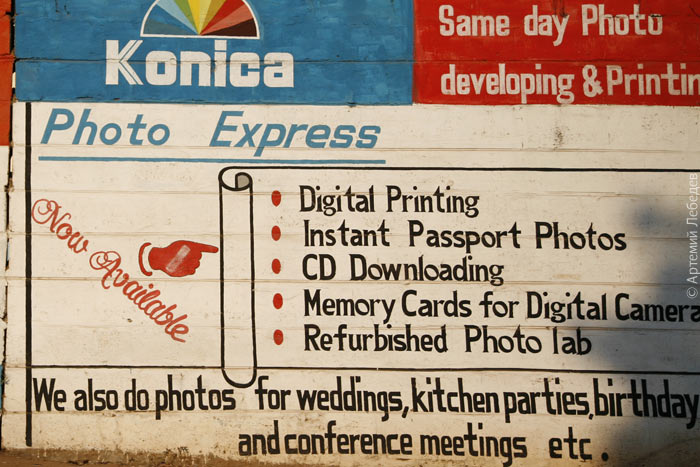 Konica
Same day Photo
developing & Printin
Photo Express
Now Available
Digital Printing
Instant Passport Photos
CD Downloading
Memory Cards for Digital Camera
Refurbished Photo lab
We also do photos for weddings, kitchen parties, birthday
and conference meetings etc.
© Артемий Лебедев